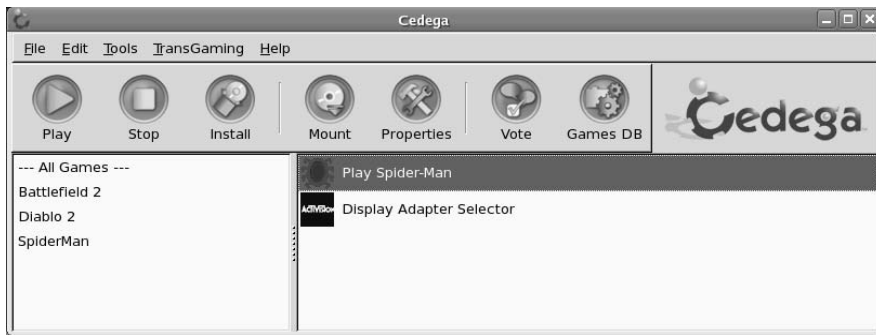 Cedega
File Edit Tools TransGaming Help
Play Stop Install Mount Properties Vote Games DB
Cedega
--- All Games ---
Battlefield 2
Diablo 2
SpiderMan
Play Spider-Man
ACTIVISION Display Adapter Selector